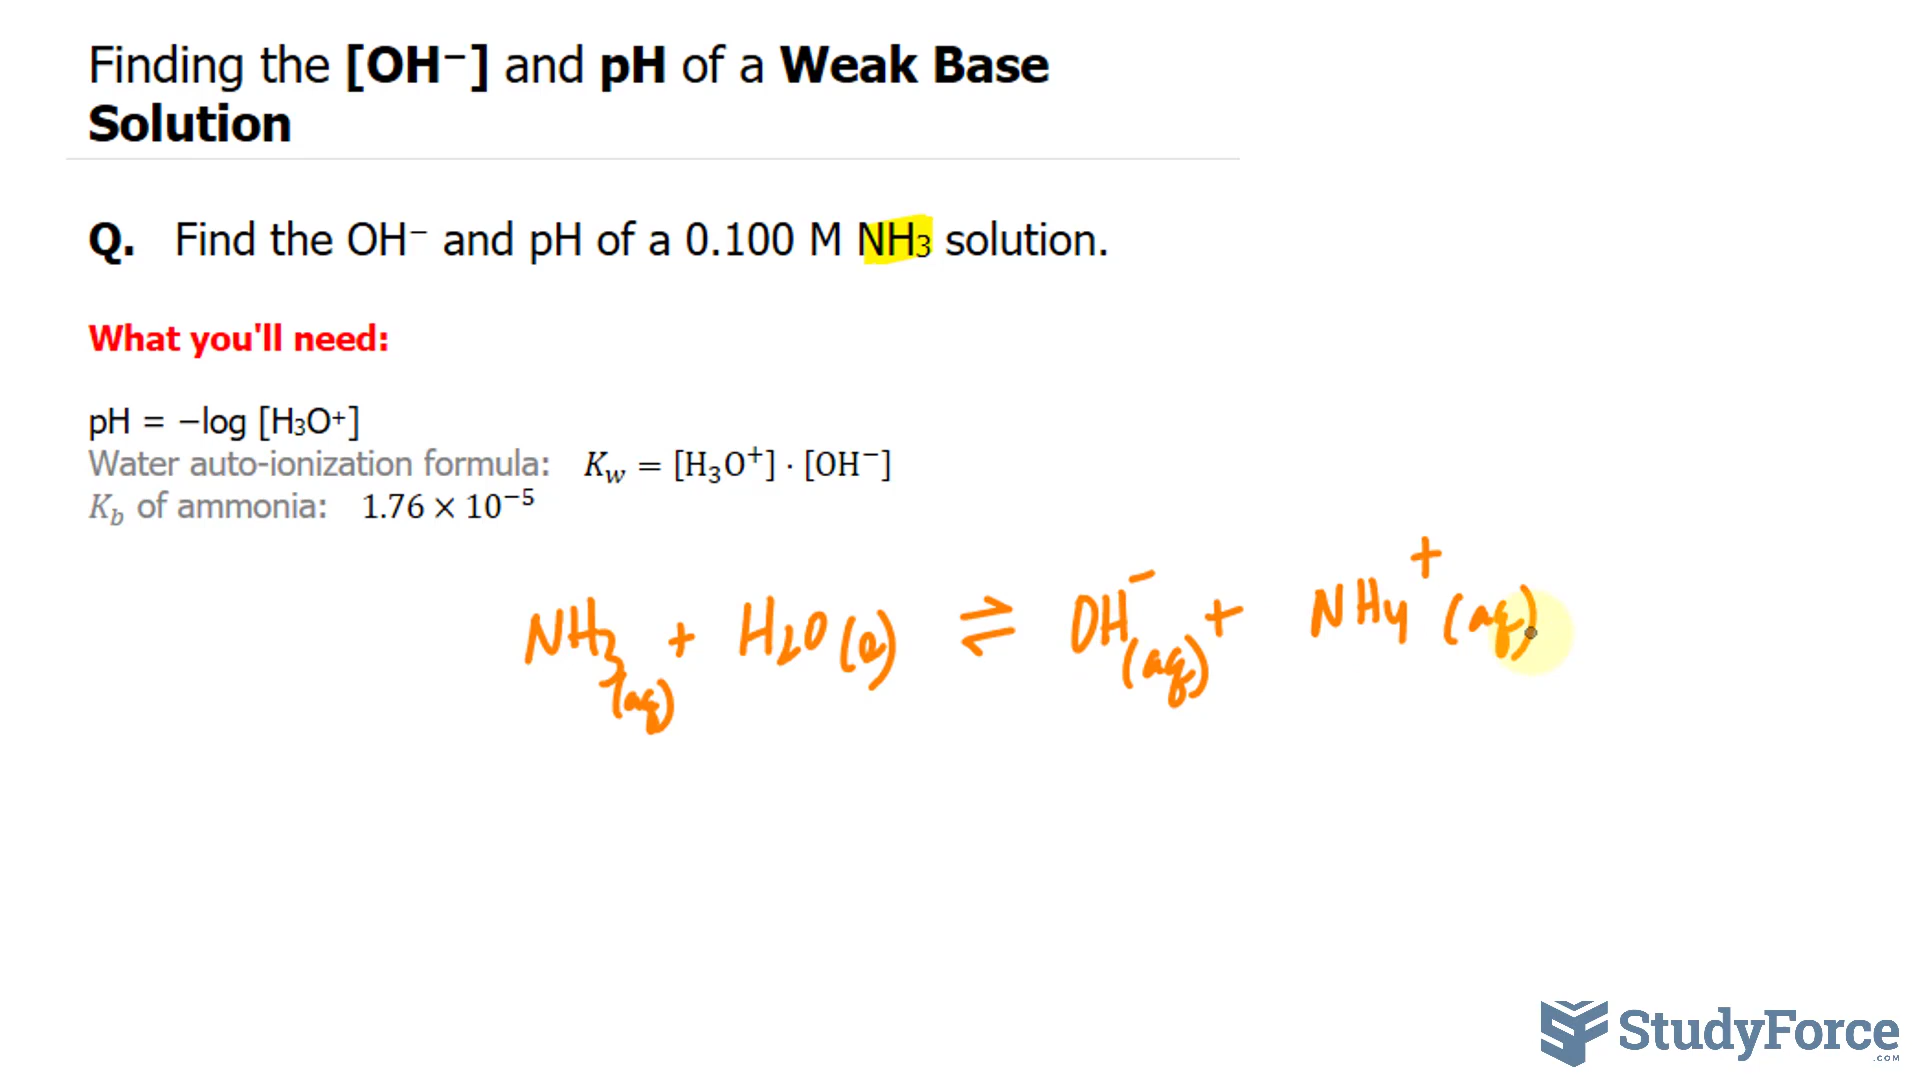 Finding the [OH⁻] and pH of a Weak Base
Solution
Q. Find the OH⁻ and pH of a 0.100 M NH₃ solution.
What you'll need:
pH = −log [H₃O⁺]
Water auto-ionization formula: K_w = [H₃O⁺] · [OH⁻]
K_b of ammonia: 1.76 × 10⁻⁵
NH₃(aq) + H₂O(l) ⇌ OH⁻(aq) + NH₄⁺(aq)
StudyForce
.COM